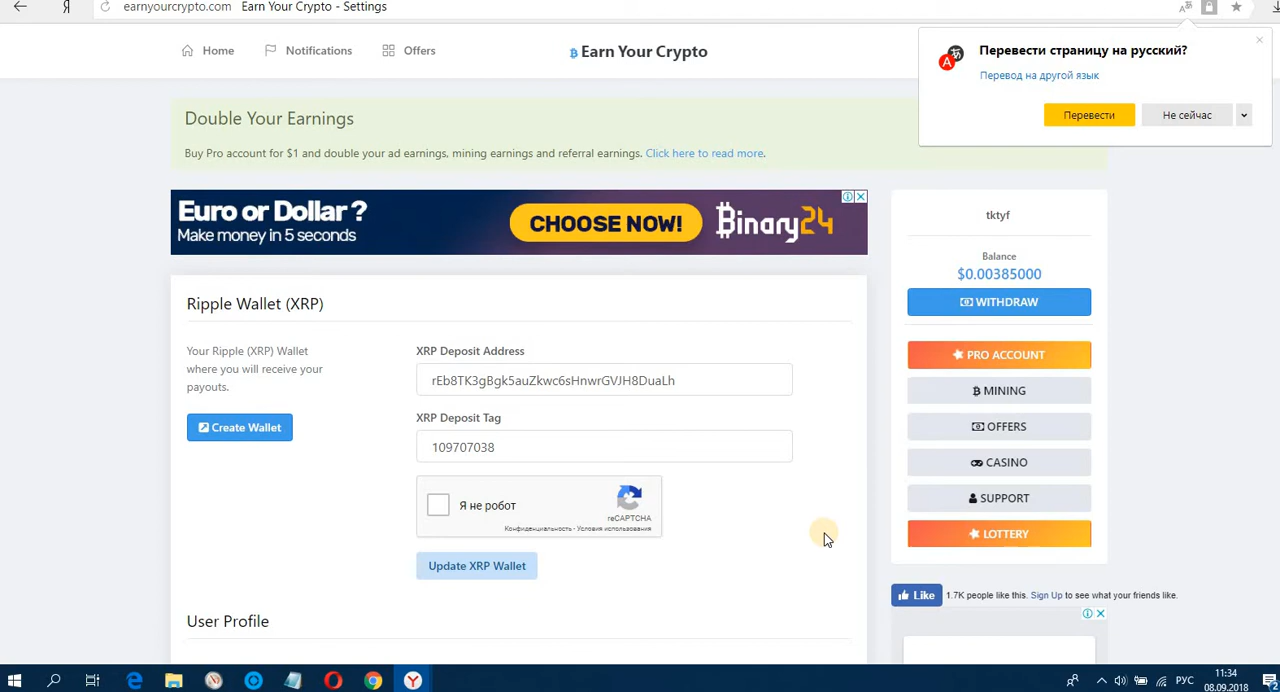 Я
earnyourcrypto.com
Earn Your Crypto - Settings
Home
Notifications
Offers
Earn Your Crypto
Перевести страницу на русский?
Перевод на другой язык
Перевести
Не сейчас
Double Your Earnings
Buy Pro account for $1 and double your ad earnings, mining earnings and referral earnings. Click here to read more.
Euro or Dollar ?
Make money in 5 seconds
CHOOSE NOW!
Binary24
tktyf
Balance
$0.00385000
WITHDRAW
PRO ACCOUNT
MINING
OFFERS
CASINO
SUPPORT
LOTTERY
Ripple Wallet (XRP)
Your Ripple (XRP) Wallet
where you will receive your
payouts.
Create Wallet
XRP Deposit Address
rEb8TK3gBgk5auZkwc6sHnwrGVJH8DuaLh
XRP Deposit Tag
109707038
Я не робот
reCAPTCHA
Конфиденциальность - Условия использования
Update XRP Wallet
User Profile
Like
1.7K people like this. Sign Up to see what your friends like.
РУС
11:34
08.09.2018
2